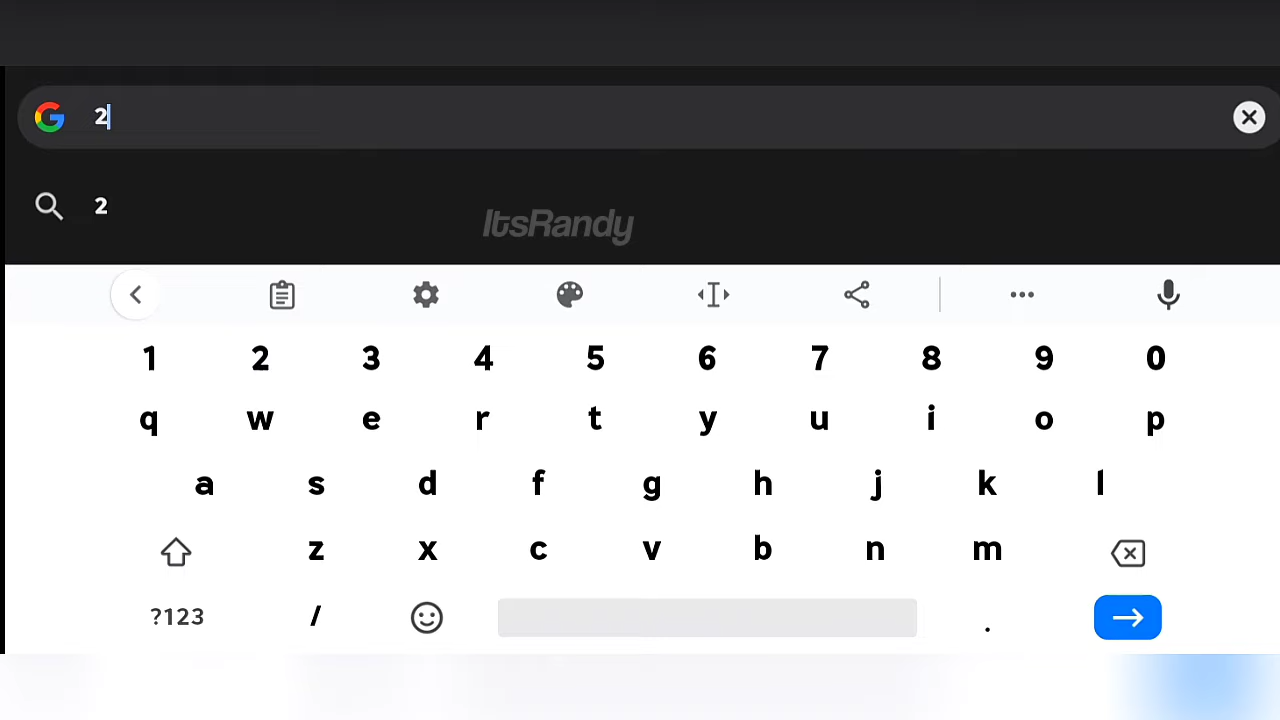 2
2
ItsRandy
1 2 3 4 5 6 7 8 9 0
q w e r t y u i o p
a s d f g h j k l
z x c v b n m
?123 / .